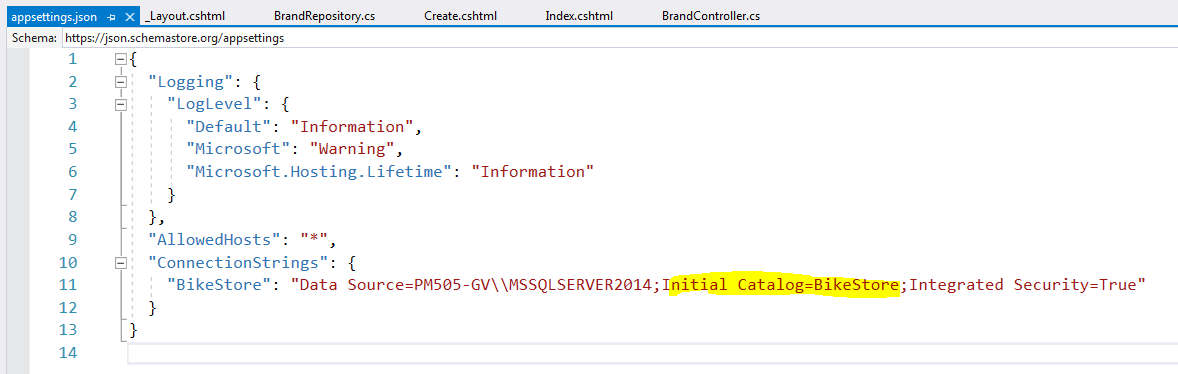 appsettings.json _Layout.cshtml BrandRepository.cs Create.cshtml Index.cshtml BrandController.cs
Schema: https://json.schemastore.org/appsettings
1 {
2 "Logging": {
3 "LogLevel": {
4 "Default": "Information",
5 "Microsoft": "Warning",
6 "Microsoft.Hosting.Lifetime": "Information"
7 }
8 },
9 "AllowedHosts": "*",
10 "ConnectionStrings": {
11 "BikeStore": "Data Source=PM505-GV\\MSSQLSERVER2014;Initial Catalog=BikeStore;Integrated Security=True"
12 }
13 }
14